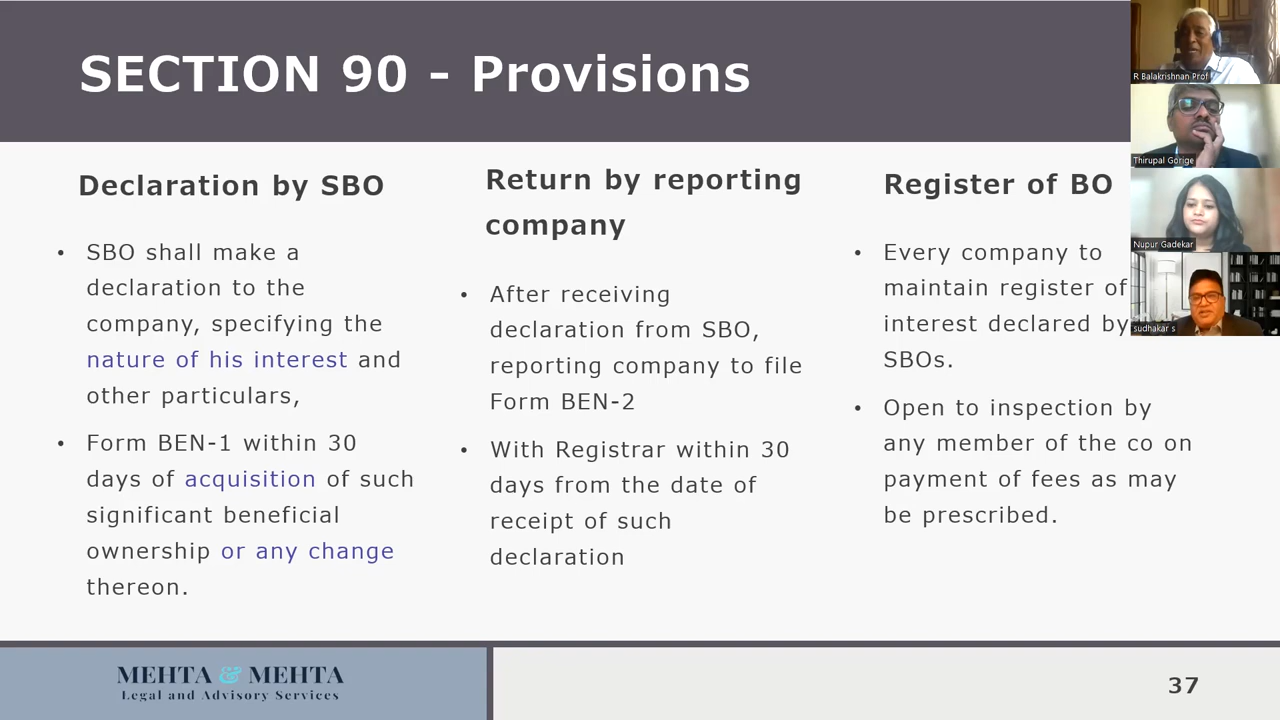 SECTION 90 - Provisions
Declaration by SBO
• SBO shall make a
declaration to the
company, specifying the
nature of his interest and
other particulars,
• Form BEN-1 within 30
days of acquisition of such
significant beneficial
ownership or any change
thereon.
Return by reporting
company
• After receiving
declaration from SBO,
reporting company to file
Form BEN-2
• With Registrar within 30
days from the date of
receipt of such
declaration
Register of BO
• Every company to
maintain register of
interest declared by
SBOs.
• Open to inspection by
any member of the co on
payment of fees as may
be prescribed.
R Balakrishnan Prof
Thirupal Gorige
Nupur Gadekar
sudhakar s
MEHTA & MEHTA
Legal and Advisory Services
37